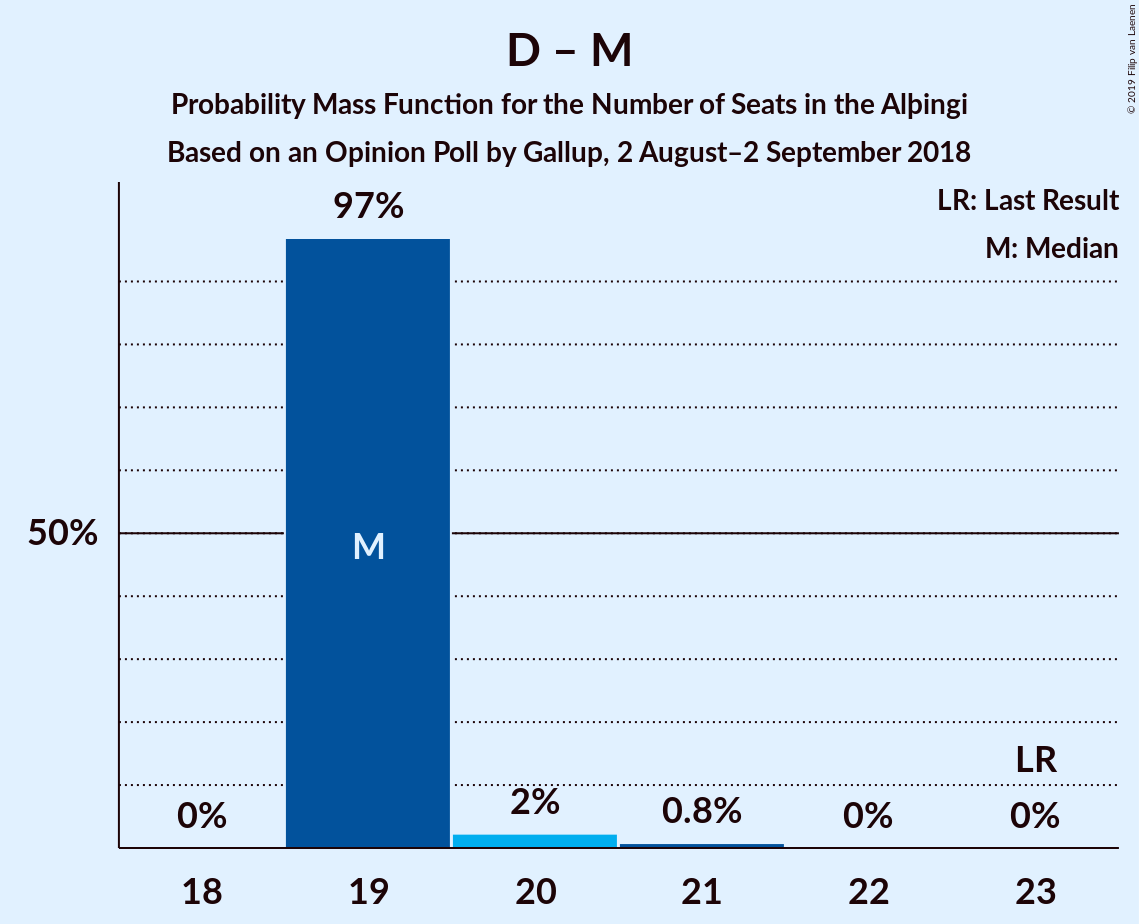 D – M
Probability Mass Function for the Number of Seats in the Alþingi
Based on an Opinion Poll by Gallup, 2 August–2 September 2018
© 2019 Filip van Laenen
LR: Last Result
M: Median
97%
50%
M
LR
0%
2%
0.8%
0%
0%
18
19
20
21
22
23